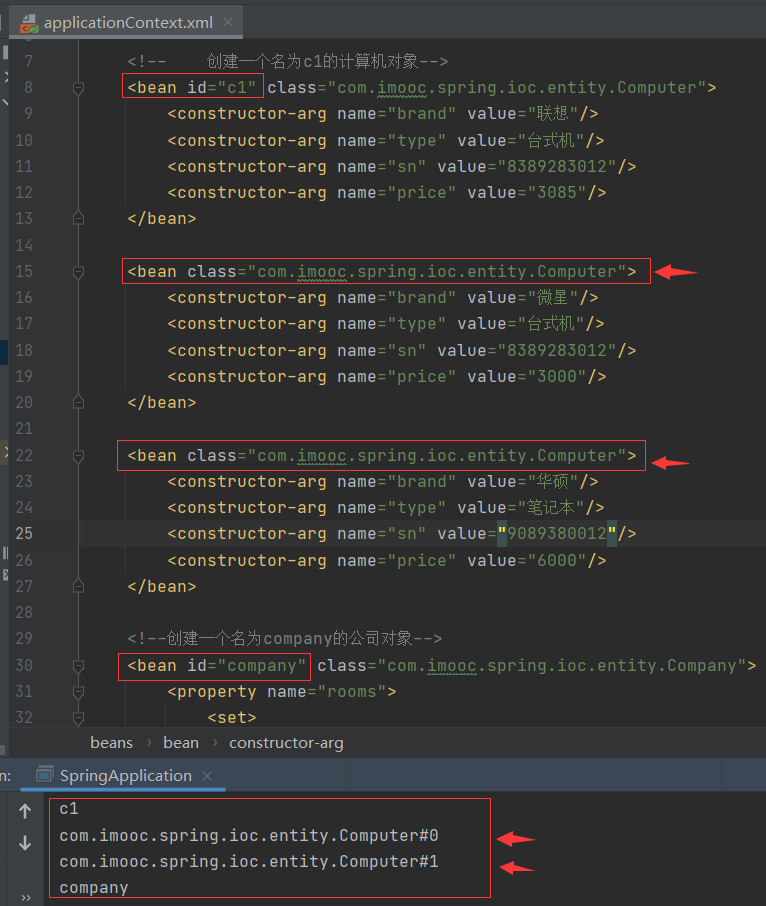 applicationContext.xml
7 <!-- 创建一个名为c1的计算机对象-->
8 <bean id="c1" class="com.imooc.spring.ioc.entity.Computer">
9 <constructor-arg name="brand" value="联想"/>
10 <constructor-arg name="type" value="台式机"/>
11 <constructor-arg name="sn" value="8389283012"/>
12 <constructor-arg name="price" value="3085"/>
13 </bean>
14
15 <bean class="com.imooc.spring.ioc.entity.Computer">
16 <constructor-arg name="brand" value="微星"/>
17 <constructor-arg name="type" value="台式机"/>
18 <constructor-arg name="sn" value="8389283012"/>
19 <constructor-arg name="price" value="3000"/>
20 </bean>
21
22 <bean class="com.imooc.spring.ioc.entity.Computer">
23 <constructor-arg name="brand" value="华硕"/>
24 <constructor-arg name="type" value="笔记本"/>
25 <constructor-arg name="sn" value="9089380012"/>
26 <constructor-arg name="price" value="6000"/>
27 </bean>
28
29 <!--创建一个名为company的公司对象-->
30 <bean id="company" class="com.imooc.spring.ioc.entity.Company">
31 <property name="rooms">
32 <set>
beans › bean › constructor-arg
n: SpringApplication
c1
com.imooc.spring.ioc.entity.Computer#0
com.imooc.spring.ioc.entity.Computer#1
company